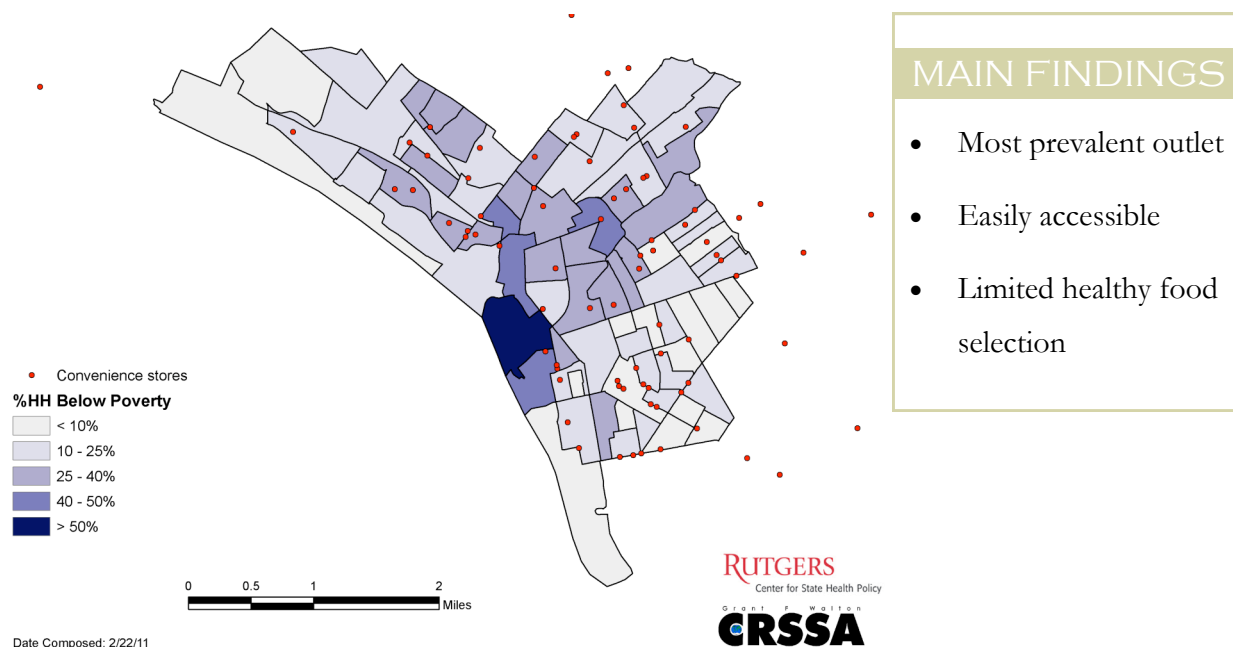 MAIN FINDINGS
• Most prevalent outlet
• Easily accessible
• Limited healthy food
selection
Convenience stores
%HH Below Poverty
< 10%
10 - 25%
25 - 40%
40 - 50%
> 50%
0 0.5 1 2
Miles
RUTGERS
Center for State Health Policy
Grant F Walton
CRSSA
Date Composed: 2/22/11